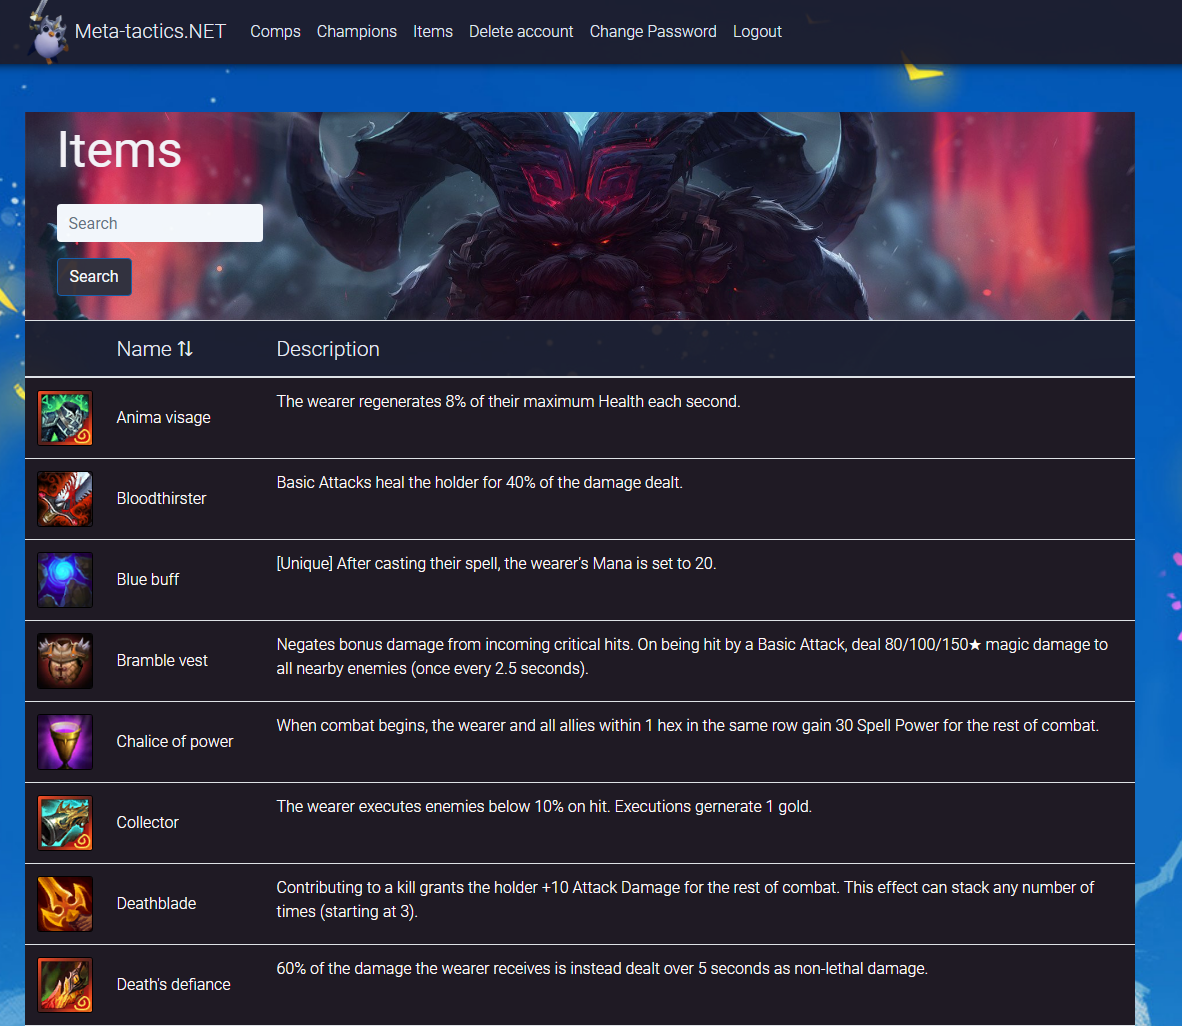 Meta-tactics.NET Comps Champions Items Delete account Change Password Logout
Items
Search
Search
Name ⇅ Description
Anima visage
The wearer regenerates 8% of their maximum Health each second.
Bloodthirster
Basic Attacks heal the holder for 40% of the damage dealt.
Blue buff
[Unique] After casting their spell, the wearer's Mana is set to 20.
Bramble vest
Negates bonus damage from incoming critical hits. On being hit by a Basic Attack, deal 80/100/150★ magic damage to
all nearby enemies (once every 2.5 seconds).
Chalice of power
When combat begins, the wearer and all allies within 1 hex in the same row gain 30 Spell Power for the rest of combat.
Collector
The wearer executes enemies below 10% on hit. Executions gernerate 1 gold.
Deathblade
Contributing to a kill grants the holder +10 Attack Damage for the rest of combat. This effect can stack any number of
times (starting at 3).
Death's defiance
60% of the damage the wearer receives is instead dealt over 5 seconds as non-lethal damage.